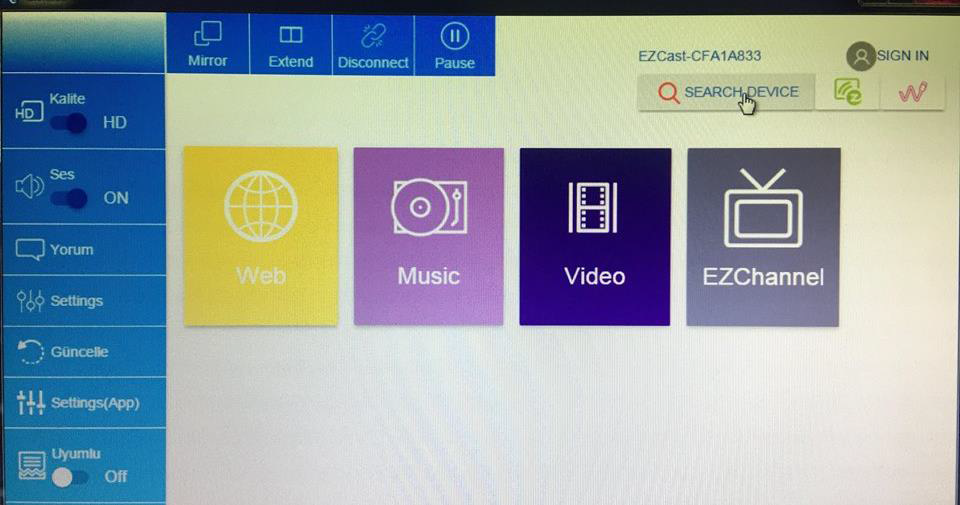 Mirror
Extend
Disconnect
Pause
EZCast-CFA1A833
SIGN IN
SEARCH DEVICE
Kalite
HD
HD
Ses
ON
Yorum
Settings
Güncelle
Settings(App)
Uyumlu
Off
Web
Music
Video
EZChannel